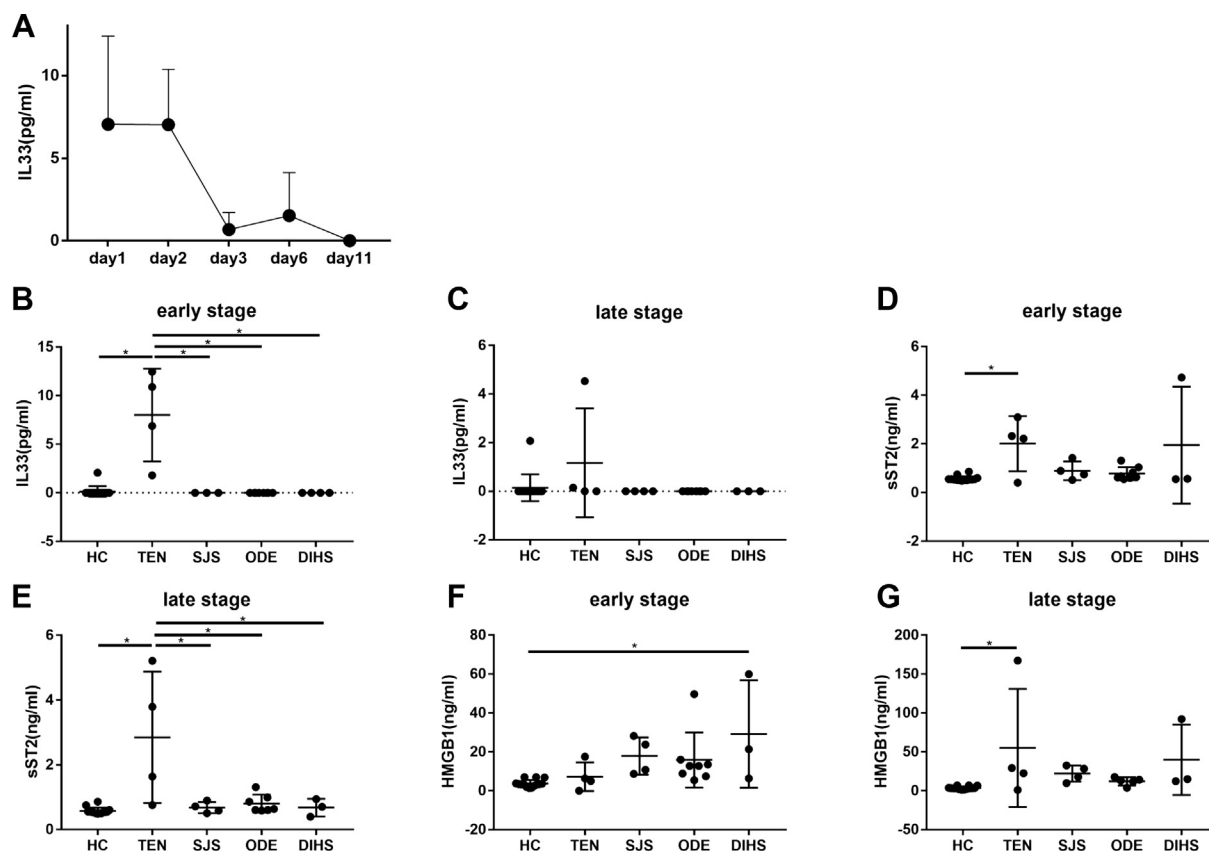 A
IL33(pg/ml)
10
5
0
day1 day2 day3 day6 day11
B
early stage
IL33(pg/ml)
15
10
5
0
-5
* * * *
HC TEN SJS ODE DIHS
C
late stage
IL33(pg/ml)
6
4
2
0
-2
HC TEN SJS ODE DIHS
D
early stage
sST2(ng/ml)
6
4
2
0
-2
*
HC TEN SJS ODE DIHS
E
late stage
sST2(ng/ml)
6
4
2
0
* * * *
HC TEN SJS ODE DIHS
F
early stage
HMGB1(ng/ml)
80
60
40
20
0
-20
*
HC TEN SJS ODE DIHS
G
late stage
HMGB1(ng/ml)
200
150
100
50
0
-50
*
HC TEN SJS ODE DIHS